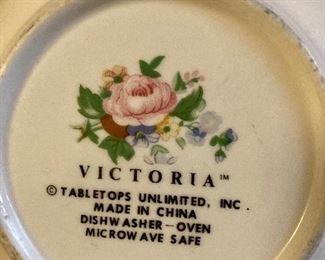 VICTORIA™
© TABLETOPS UNLIMITED, INC.
MADE IN CHINA
DISHWASHER-OVEN
MICROWAVE SAFE